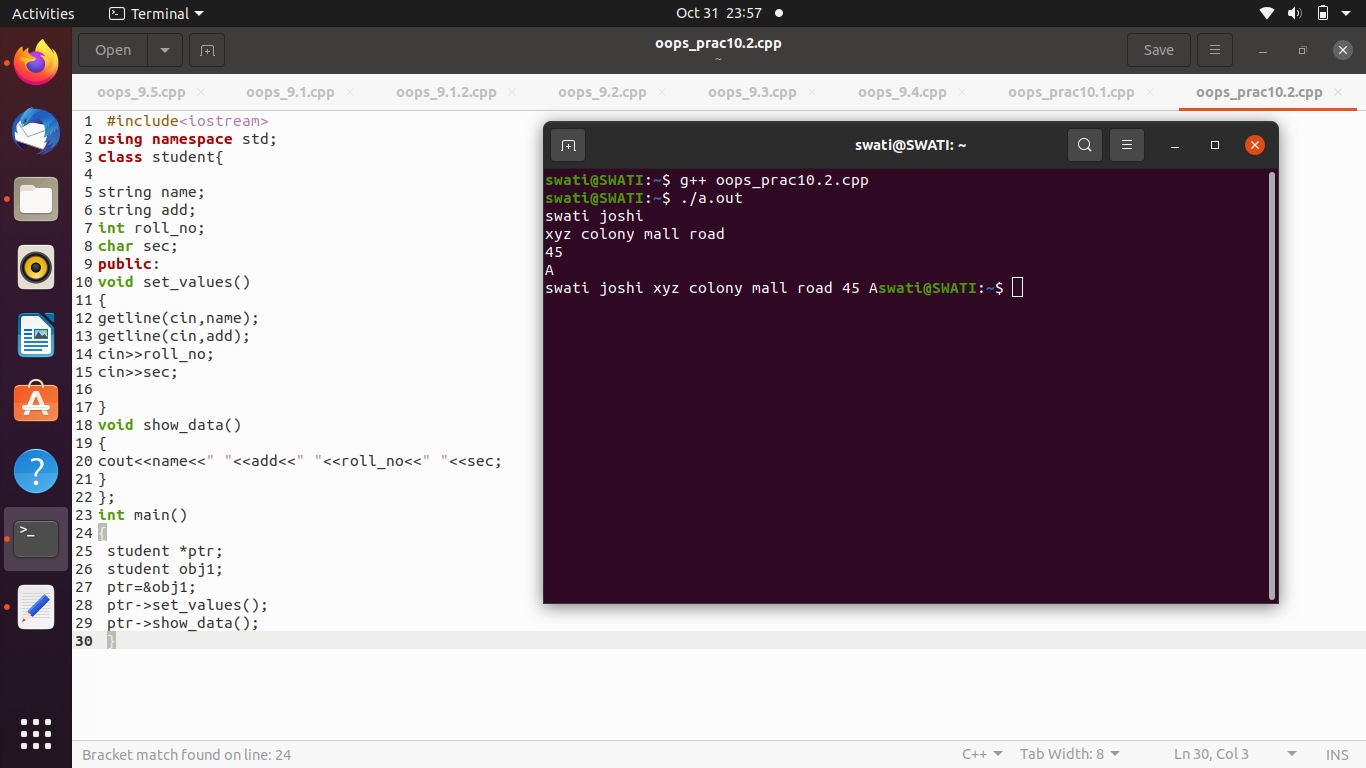 Activities Terminal Oct 31 23:57
Open oops_prac10.2.cpp Save
~
oops_9.5.cpp oops_9.1.cpp oops_9.1.2.cpp oops_9.2.cpp oops_9.3.cpp oops_9.4.cpp oops_prac10.1.cpp oops_prac10.2.cpp
1 #include<iostream>
2 using namespace std;
3 class student{
4
5 string name;
6 string add;
7 int roll_no;
8 char sec;
9 public:
10 void set_values()
11 {
12 getline(cin,name);
13 getline(cin,add);
14 cin>>roll_no;
15 cin>>sec;
16
17 }
18 void show_data()
19 {
20 cout<<name<<" "<<add<<" "<<roll_no<<" "<<sec;
21 }
22 };
23 int main()
24 {
25 student *ptr;
26 student obj1;
27 ptr=&obj1;
28 ptr->set_values();
29 ptr->show_data();
30 }
swati@SWATI: ~
swati@SWATI:~$ g++ oops_prac10.2.cpp
swati@SWATI:~$ ./a.out
swati joshi
xyz colony mall road
45
A
swati joshi xyz colony mall road 45 Aswati@SWATI:~$
Bracket match found on line: 24 C++ Tab Width: 8 Ln 30, Col 3 INS